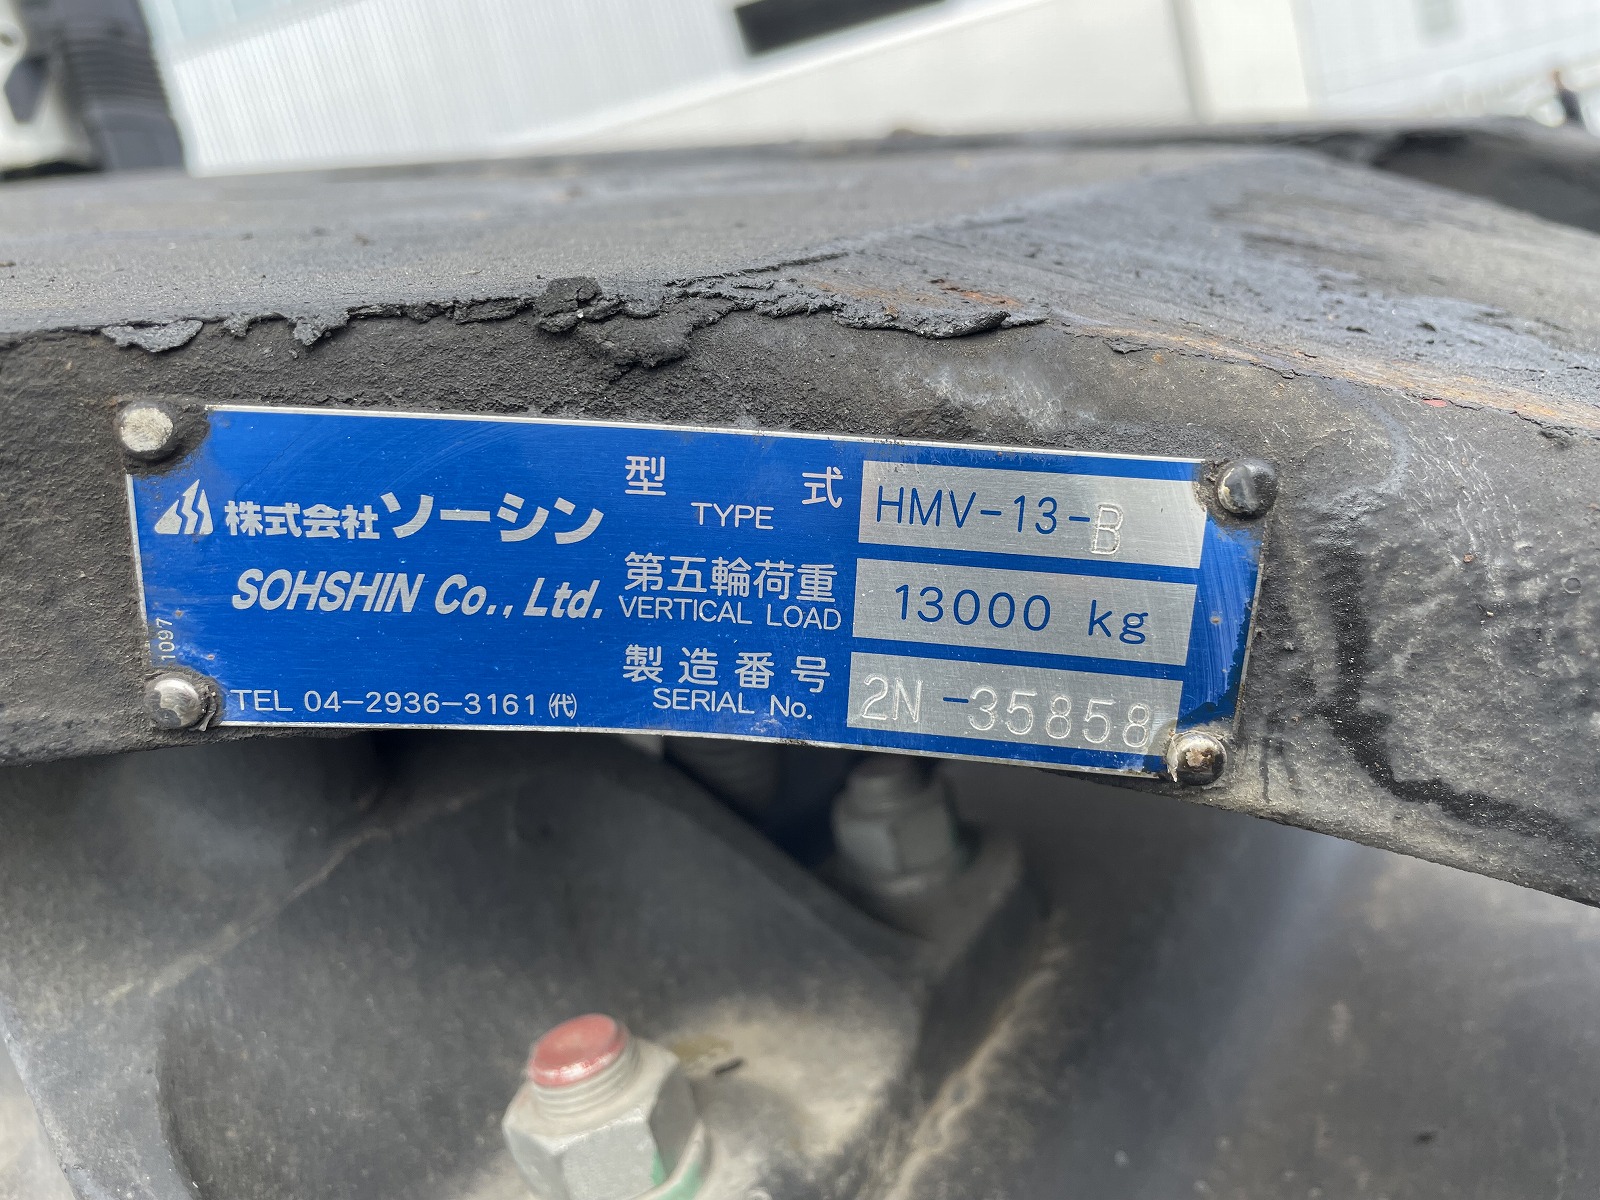 株式会社ソーシン
SOHSHIN Co., Ltd.
1097
TEL 04-2936-3161㈹
型式 HMV-13-B
TYPE
第五輪荷重 13000 kg
VERTICAL LOAD
製造番号 2N-35858
SERIAL No.